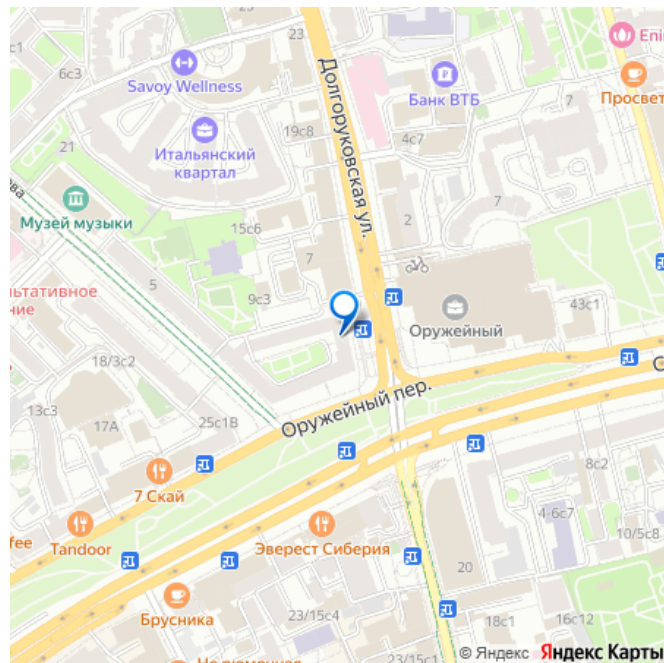 23
6с3
Savoy Wellness
Долгоруковская ул.
Банк ВТБ
Просвет
7
19с8
4с7
Итальянский
квартал
21
7
Музей музыки
15с6
2
7
5
9с3
43с1
Оружейный
18/3с2
13с3
17А
25с1В
Оружейный пер.
С
7 Скай
8с2
4-6с7
Tandoor
Эверест Сиберия
10/5с8
20
Брусника
23/15с4
18с1
16с12
© Яндекс Яндекс Карты